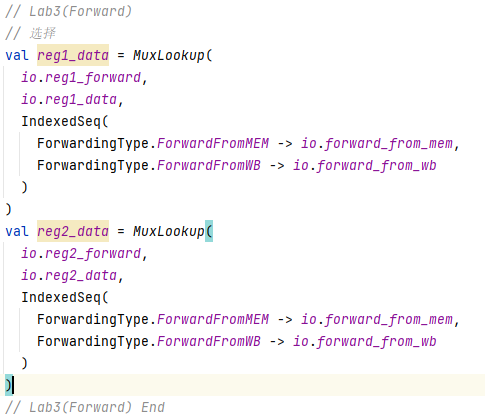 // Lab3(Forward)
// 选择
val reg1_data = MuxLookup(
  io.reg1_forward,
  io.reg1_data,
  IndexedSeq(
    ForwardingType.ForwardFromMEM -> io.forward_from_mem,
    ForwardingType.ForwardFromWB -> io.forward_from_wb
  )
)
val reg2_data = MuxLookup(
  io.reg2_forward,
  io.reg2_data,
  IndexedSeq(
    ForwardingType.ForwardFromMEM -> io.forward_from_mem,
    ForwardingType.ForwardFromWB -> io.forward_from_wb
  )
)
// Lab3(Forward) End